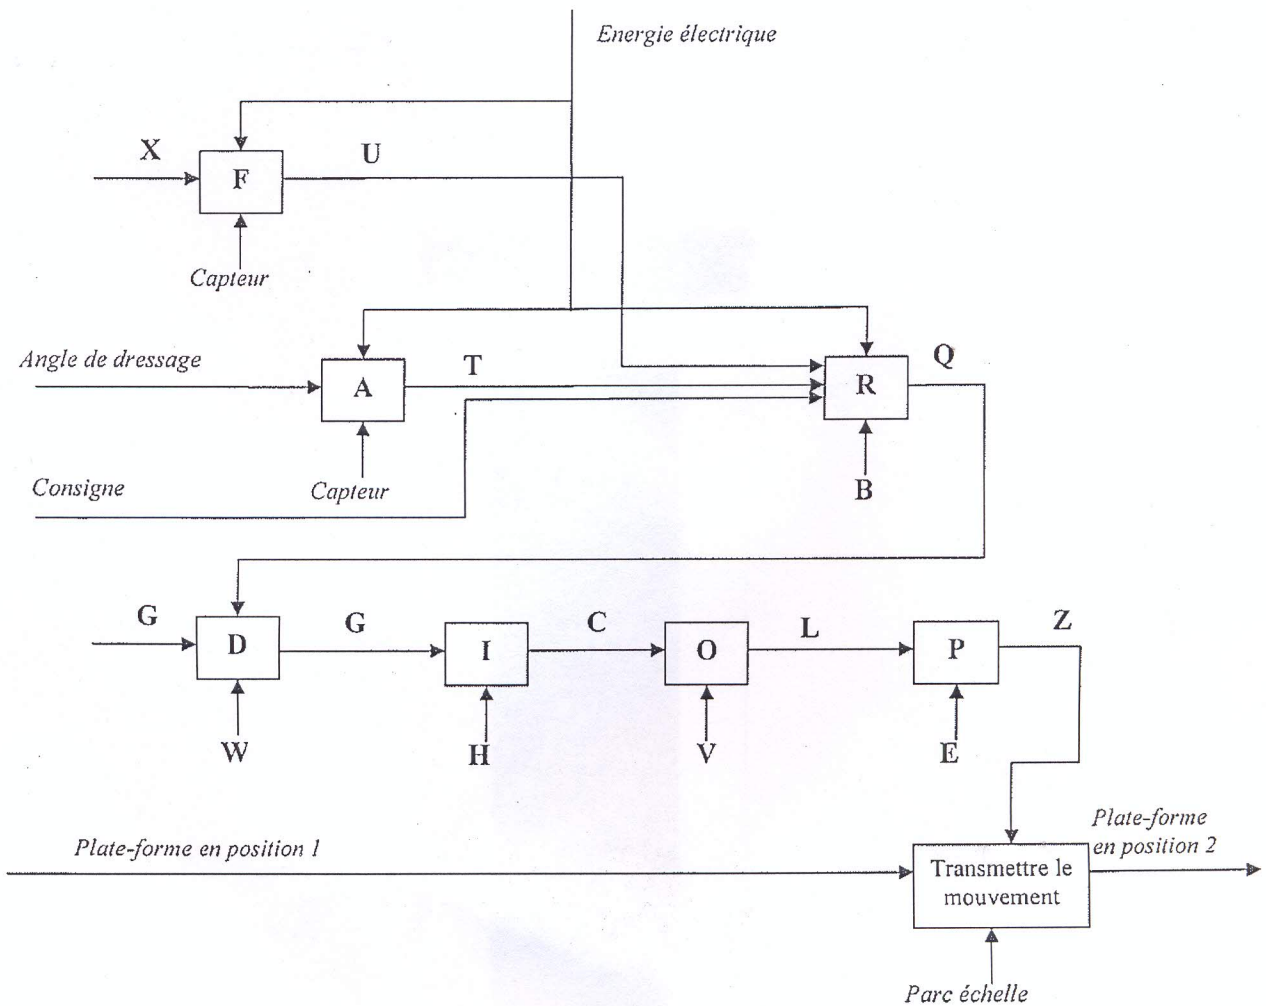 Energie électrique
X
U
F
Capteur
Angle de dressage
T
Q
A
R
Consigne
Capteur
B
G
G
C
L
Z
D
I
O
P
W
H
V
E
Plate-forme en position 1
Plate-forme
en position 2
Transmettre le
mouvement
Parc échelle